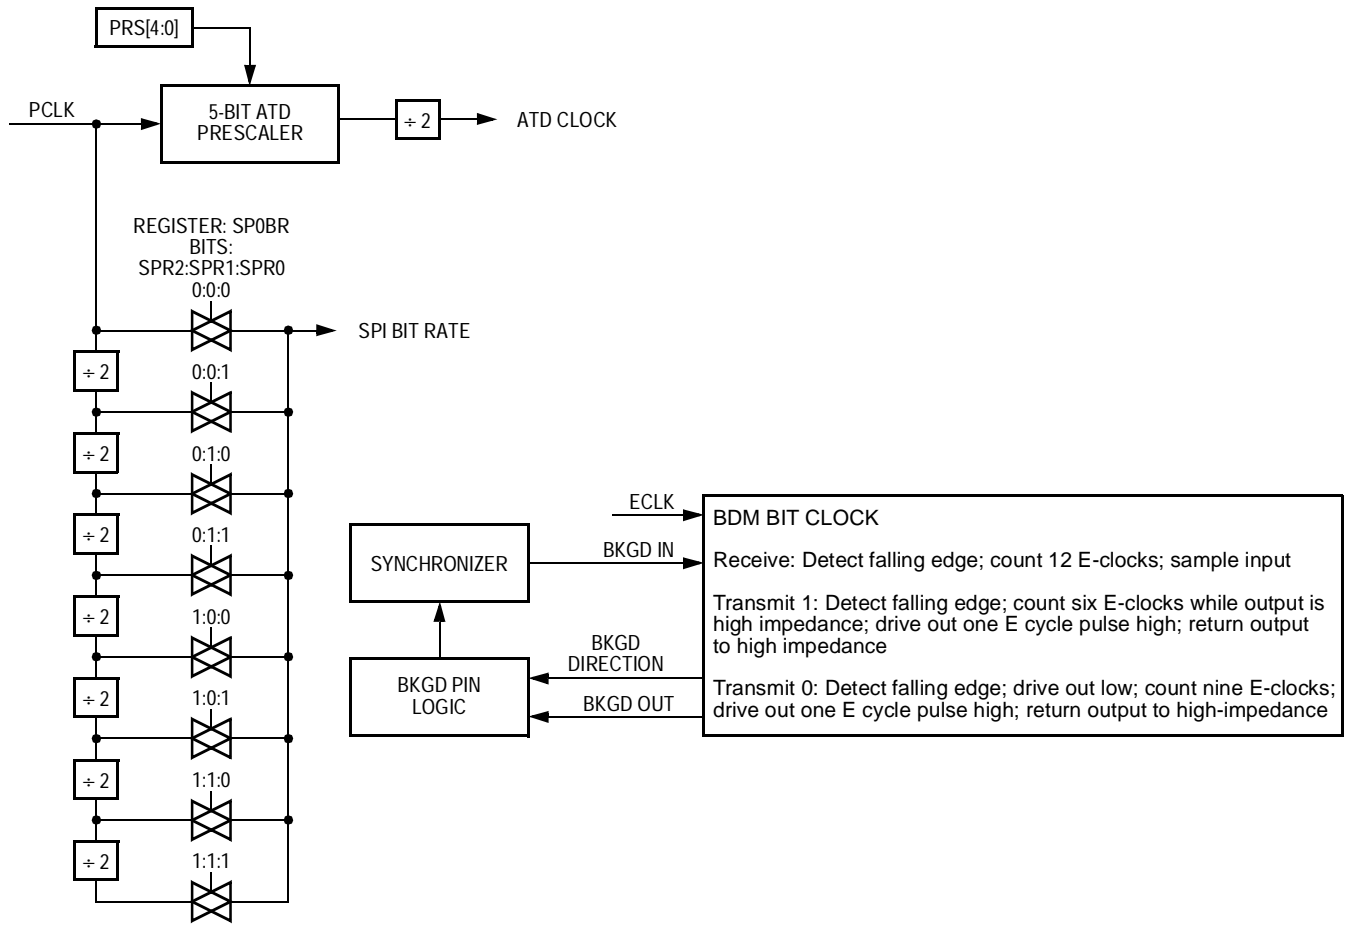 PRS[4:0]
PCLK
5-BIT ATD
PRESCALER
÷ 2
ATD CLOCK
REGISTER: SP0BR
BITS:
SPR2:SPR1:SPR0
0:0:0
SPI BIT RATE
÷ 2
0:0:1
÷ 2
0:1:0
÷ 2
0:1:1
÷ 2
1:0:0
÷ 2
1:0:1
÷ 2
1:1:0
÷ 2
1:1:1
SYNCHRONIZER
BKGD PIN
LOGIC
ECLK
BKGD IN
BKGD
DIRECTION
BKGD OUT
BDM BIT CLOCK
Receive: Detect falling edge; count 12 E-clocks; sample input
Transmit 1: Detect falling edge; count six E-clocks while output is
high impedance; drive out one E cycle pulse high; return output
to high impedance
Transmit 0: Detect falling edge; drive out low; count nine E-clocks;
drive out one E cycle pulse high; return output to high-impedance